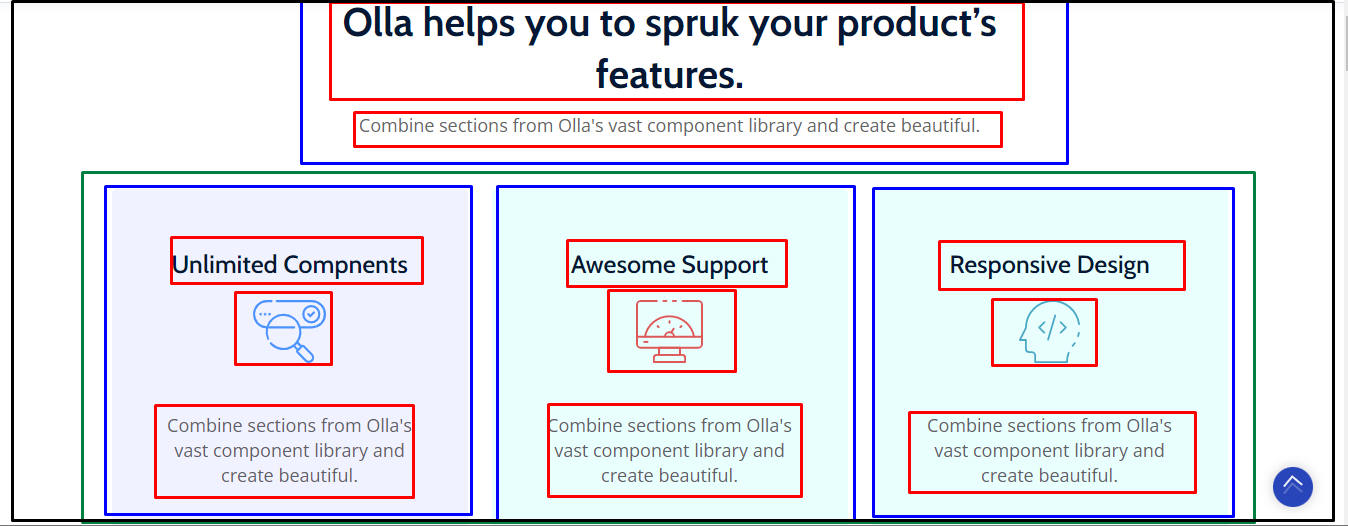 Olla helps you to spruk your product’s
features.
Combine sections from Olla's vast component library and create beautiful.
Unlimited Compnents
Combine sections from Olla's
vast component library and
create beautiful.
Awesome Support
Combine sections from Olla's
vast component library and
create beautiful.
Responsive Design
</>
Combine sections from Olla's
vast component library and
create beautiful.